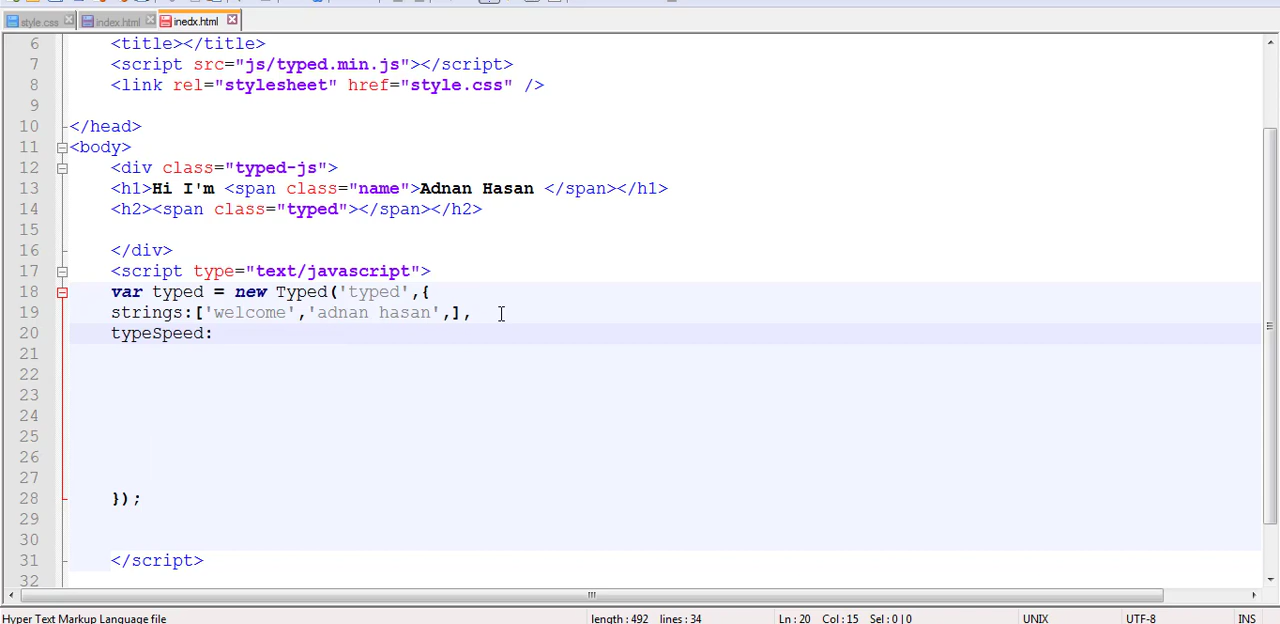 style.css index.html inedx.html
6 <title></title>
7 <script src="js/typed.min.js"></script>
8 <link rel="stylesheet" href="style.css" />
9
10 </head>
11 <body>
12 <div class="typed-js">
13 <h1>Hi I'm <span class="name">Adnan Hasan </span></h1>
14 <h2><span class="typed"></span></h2>
15
16 </div>
17 <script type="text/javascript">
18 var typed = new Typed('typed',{
19 strings:['welcome','adnan hasan',],
20 typeSpeed:
21
22
23
24
25
26
27
28 });
29
30
31 </script>
32
Hyper Text Markup Language file length : 492 lines : 34 Ln : 20 Col : 15 Sel : 0 | 0 UNIX UTF-8 INS